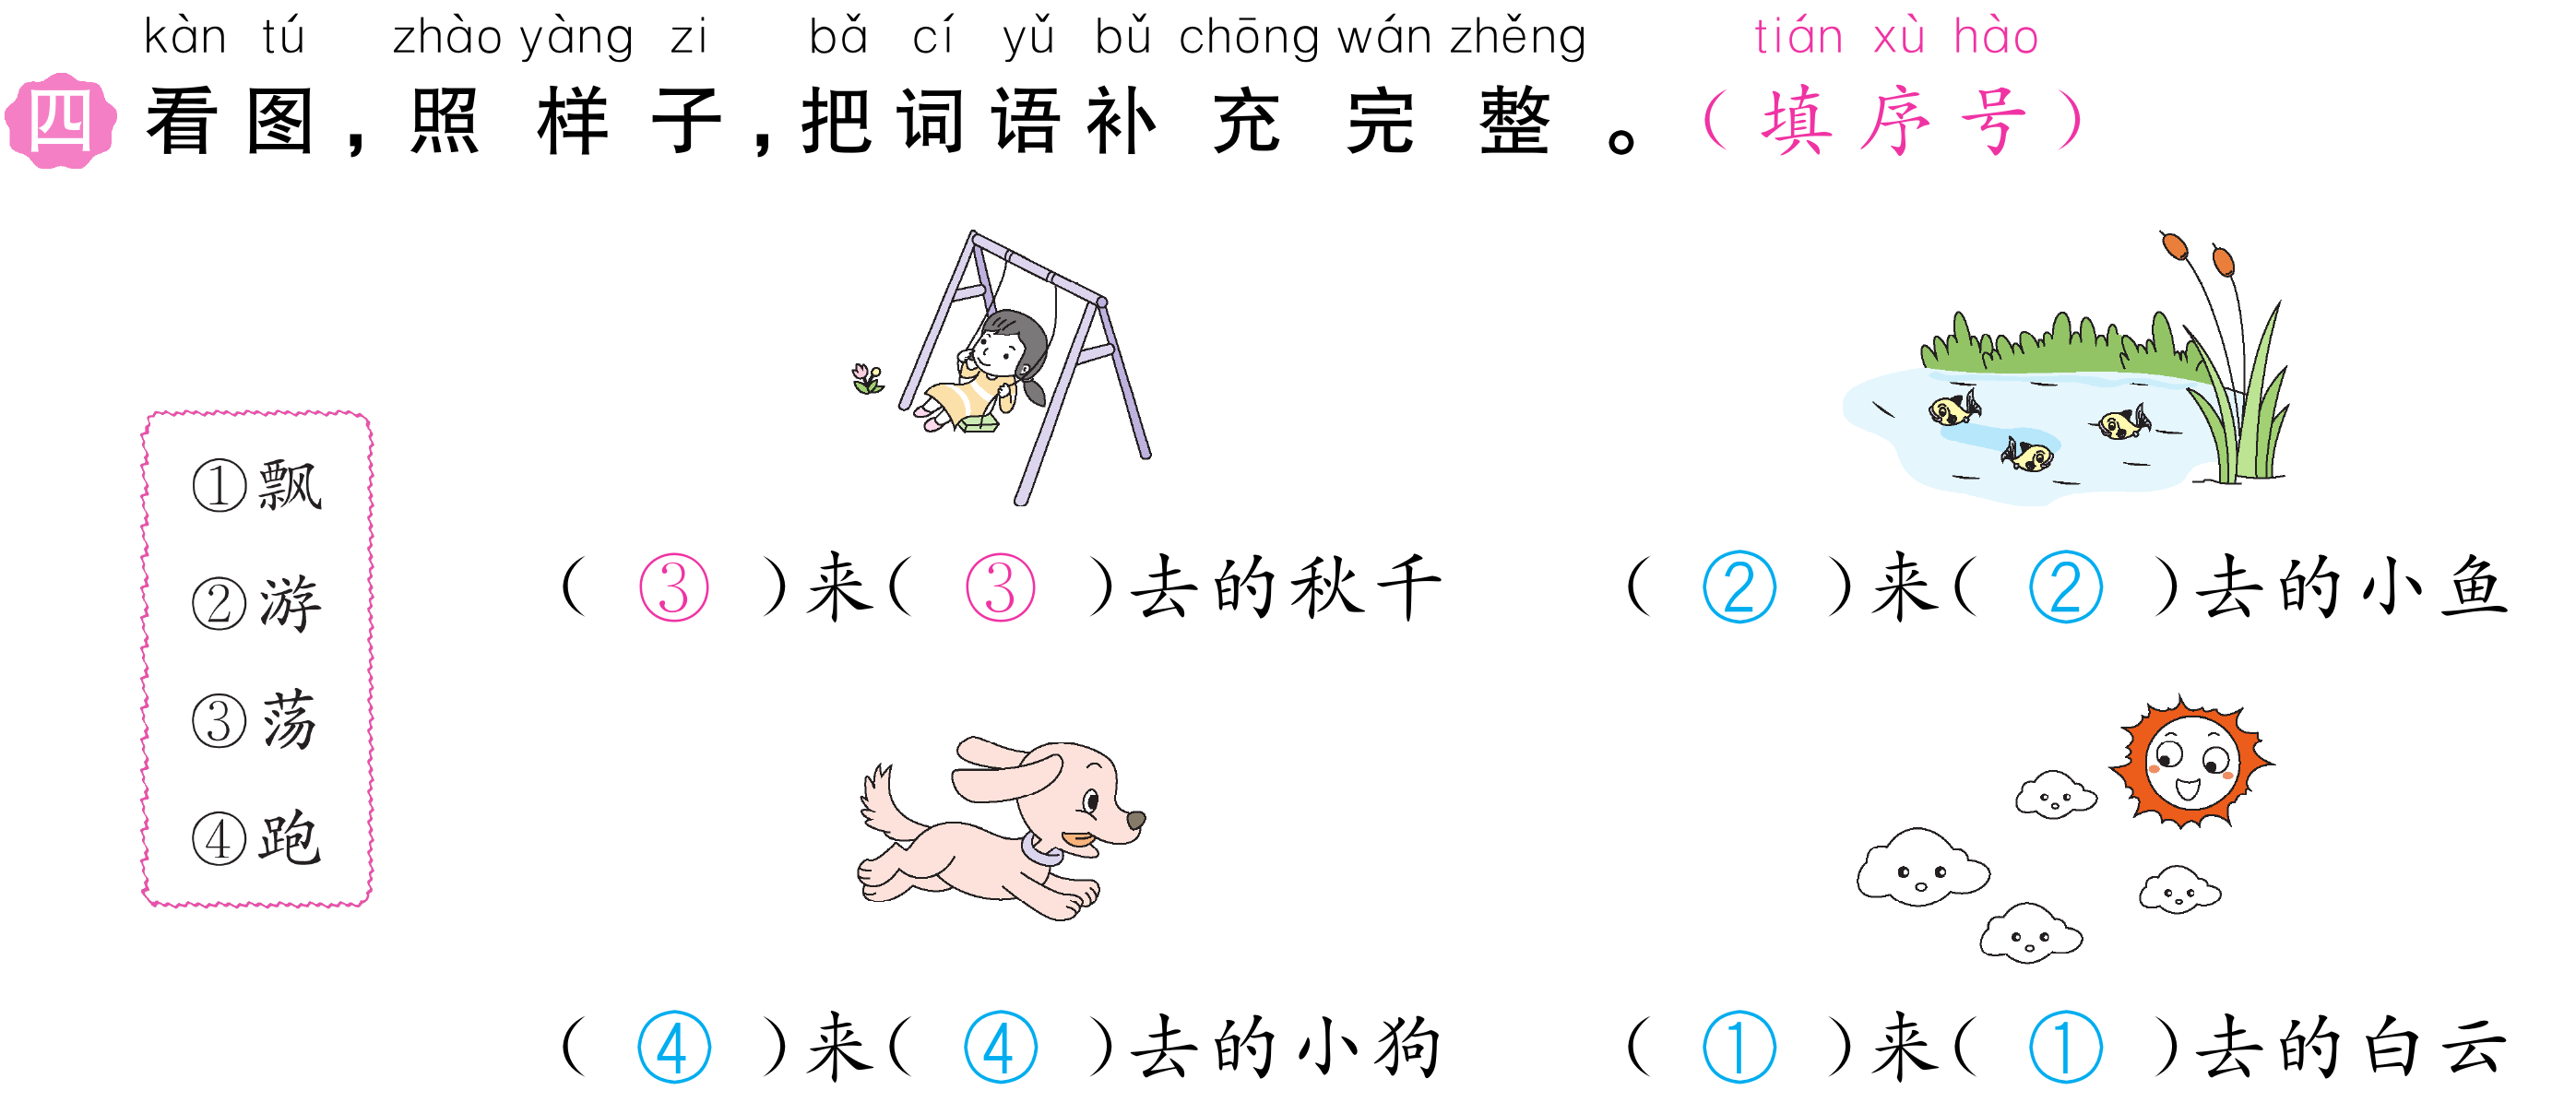 kàn tú zhào yàng zi bǎ cí yǔ bǔ chōng wán zhěng tián xù hào
四 看图，照样子，把词语补充完整。（填序号）
①飘
②游
③荡
④跑
（③）来（③）去的秋千 （②）来（②）去的小鱼
（④）来（④）去的小狗 （①）来（①）去的白云